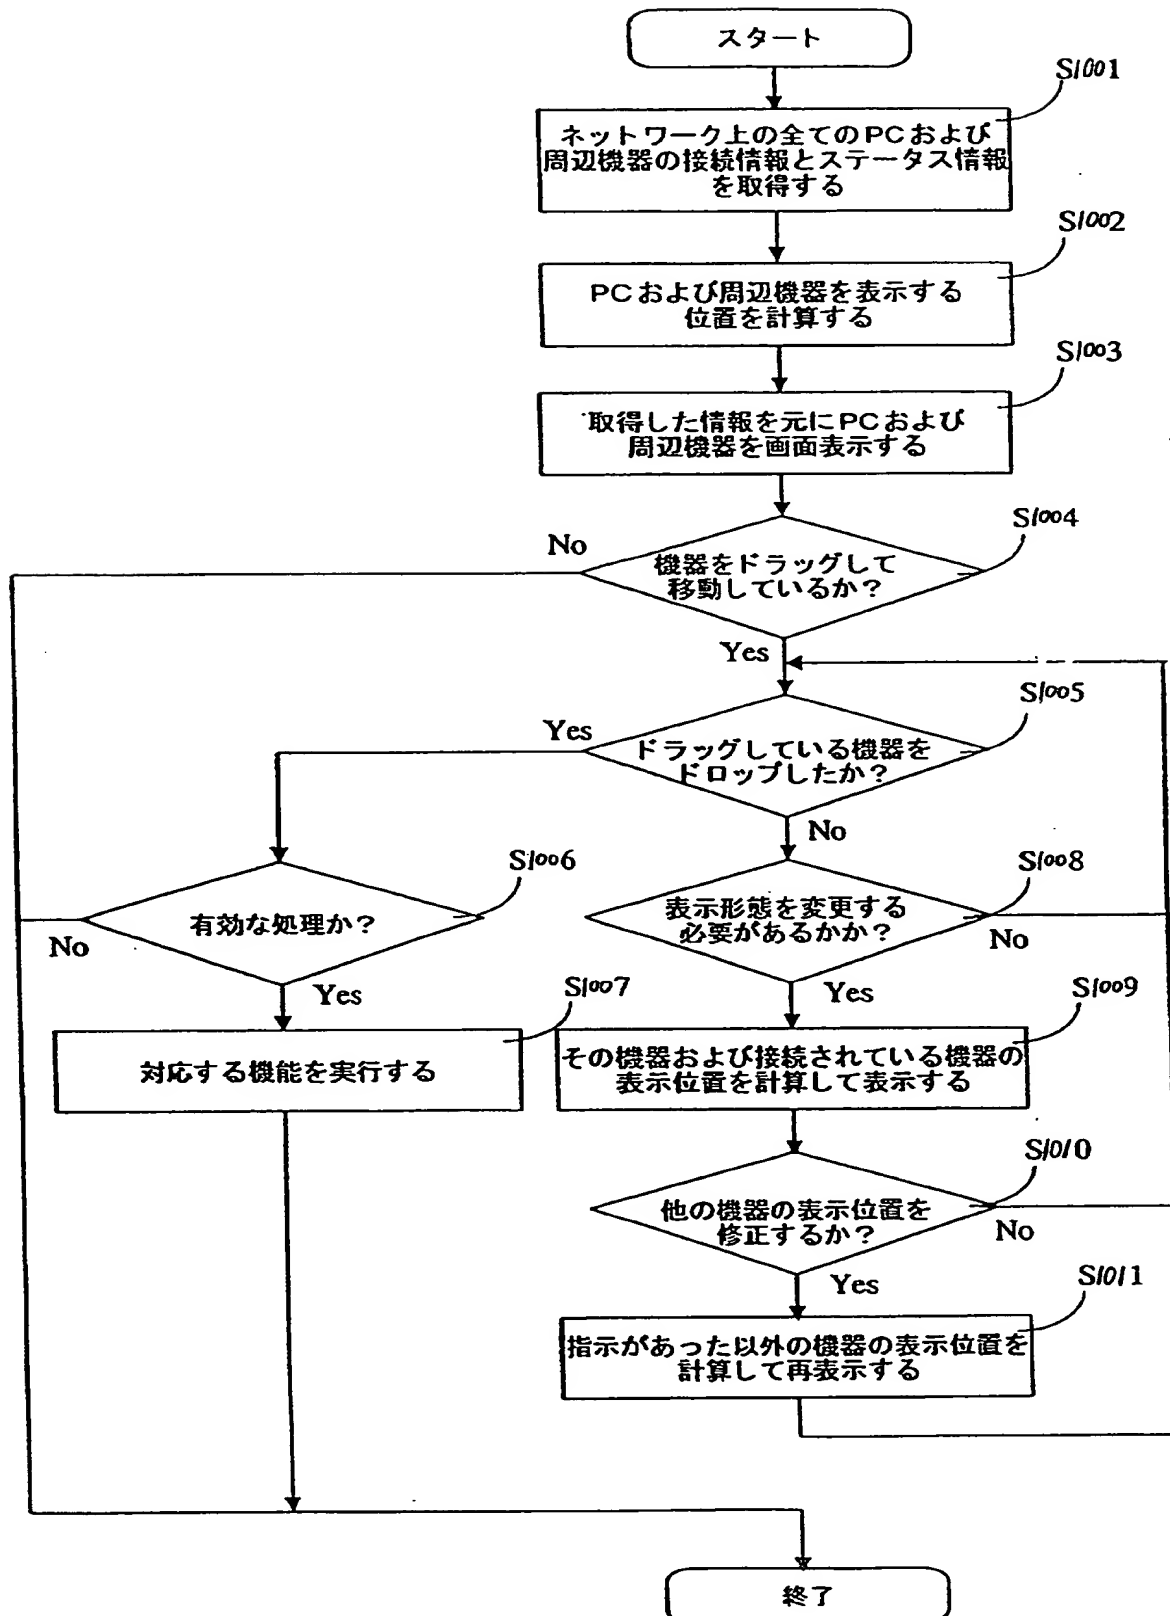 スタート
S1001
ネットワーク上の全てのPCおよび
周辺機器の接続情報とステータス情報
を取得する
S1002
PCおよび周辺機器を表示する
位置を計算する
S1003
取得した情報を元にPCおよび
周辺機器を画面表示する
S1004
No
機器をドラッグして
移動しているか？
Yes
S1005
Yes
ドラッグしている機器を
ドロップしたか？
No
S1006
有効な処理か？
No
Yes
S1008
表示形態を変更する
必要があるかか？
No
Yes
S1007
対応する機能を実行する
S1009
その機器および接続されている機器の
表示位置を計算して表示する
S1010
他の機器の表示位置を
修正するか？
No
Yes
S1011
指示があった以外の機器の表示位置を
計算して再表示する
終了